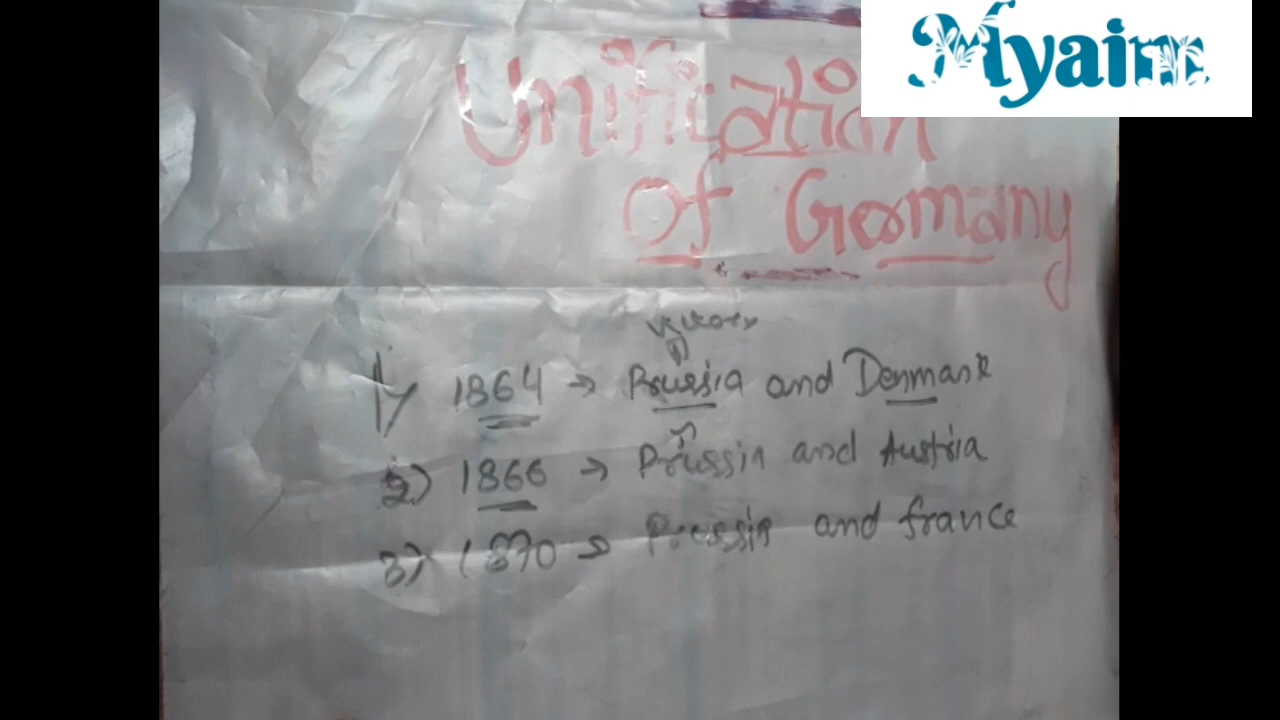 Myaim
Unification
of Germany
victory
1) 1864 → Prussia and Denmark
2) 1866 → Prussia and Austria
3) 1870 → Prussia and france